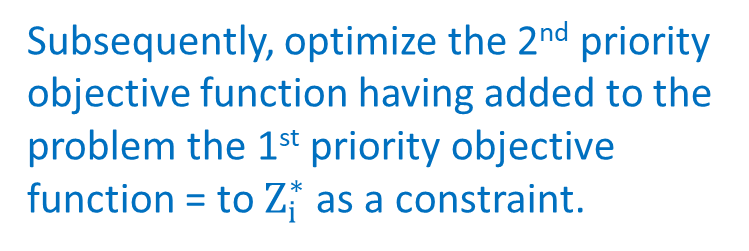 Subsequently, optimize the 2nd priority
objective function having added to the
problem the 1st priority objective
function = to Z_i^* as a constraint.